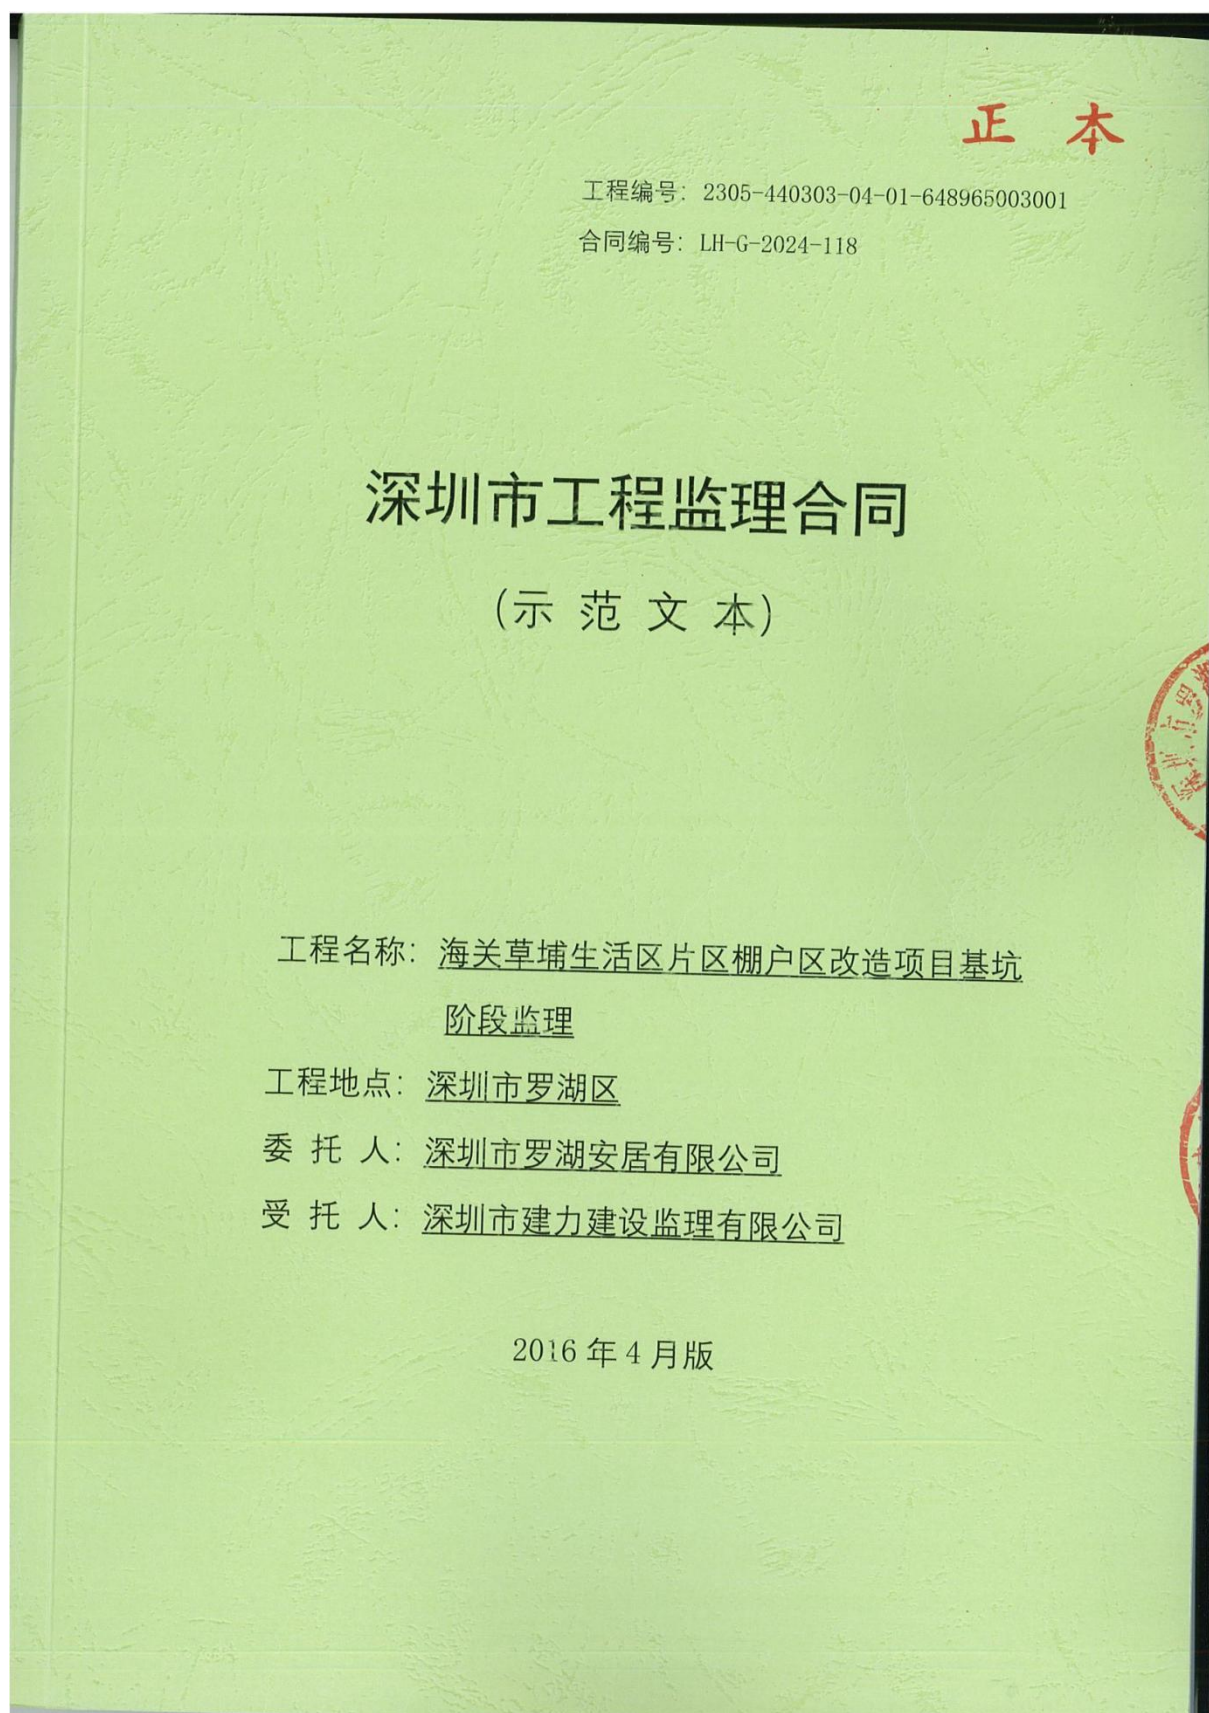 正 本
工程编号：2305-440303-04-01-648965003001
合同编号：LH-G-2024-118
深圳市工程监理合同
(示 范 文 本)
深圳市罗
工程名称：海关草埔生活区片区棚户区改造项目基坑
阶段监理
工程地点：深圳市罗湖区
委 托 人：深圳市罗湖安居有限公司
受 托 人：深圳市建力建设监理有限公司
2016 年 4 月版